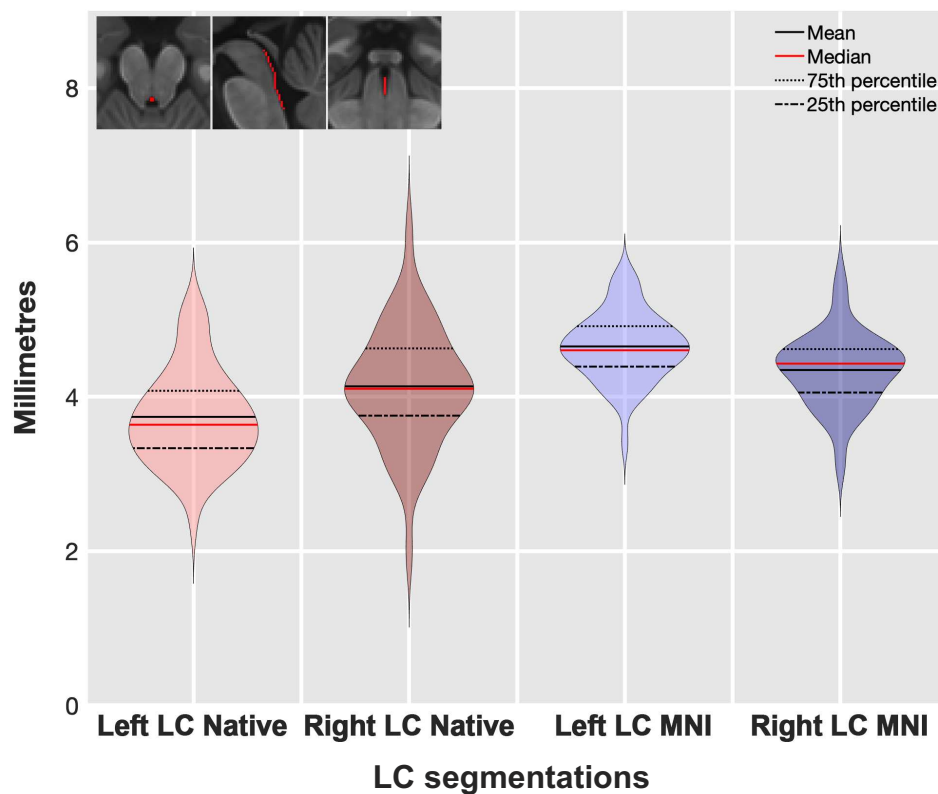 Mean
Median
75th percentile
25th percentile
8
6
4
2
0
Millimetres
Left LC Native
Right LC Native
Left LC MNI
Right LC MNI
LC segmentations